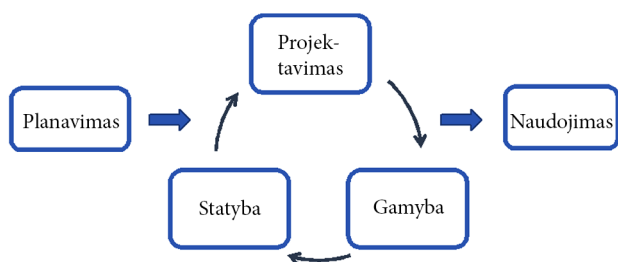 Projek-
tavimas
Planavimas
Naudojimas
Statyba
Gamyba